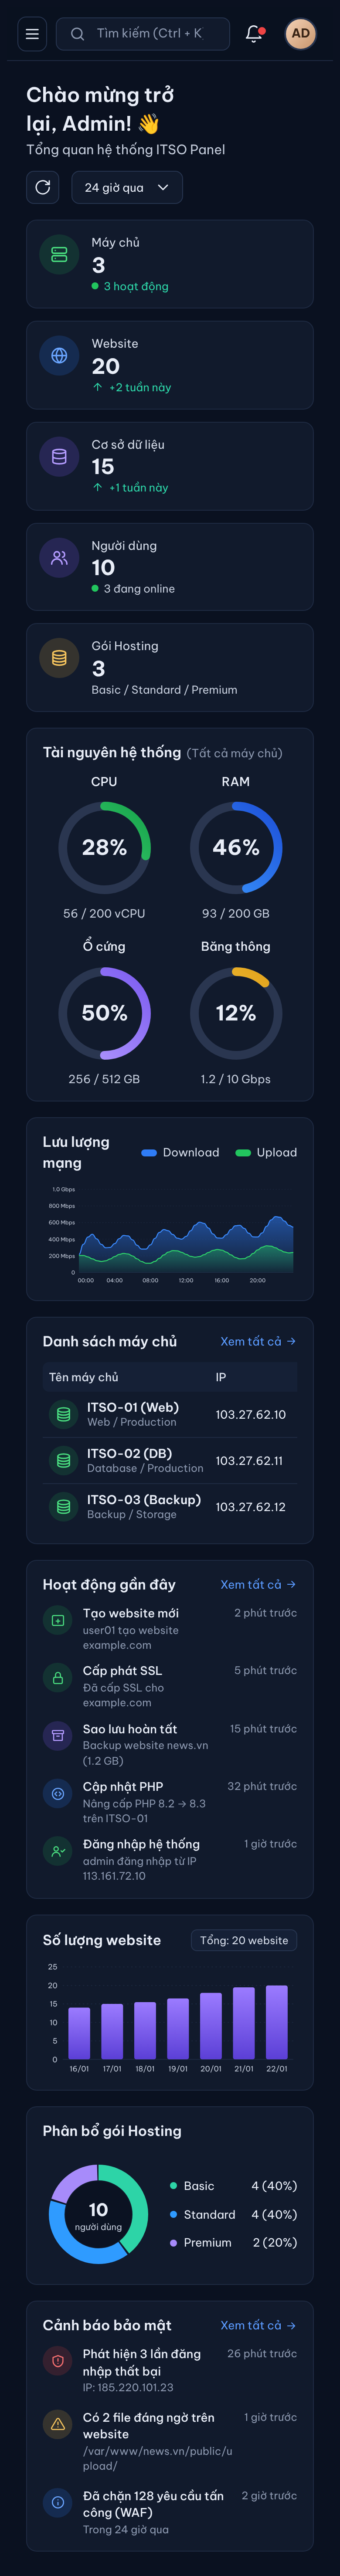 Tìm kiếm (Ctrl + K
AD
Chào mừng trở
lại, Admin! 👋
Tổng quan hệ thống ITSO Panel
24 giờ qua
Máy chủ
3
3 hoạt động
Website
20
+2 tuần này
Cơ sở dữ liệu
15
+1 tuần này
Người dùng
10
3 đang online
Gói Hosting
3
Basic / Standard / Premium
Tài nguyên hệ thống (Tất cả máy chủ)
CPU RAM
28% 46%
56 / 200 vCPU 93 / 200 GB
Ổ cứng Băng thông
50% 12%
256 / 512 GB 1.2 / 10 Gbps
Lưu lượng
mạng
Download Upload
1.0 Gbps
800 Mbps
600 Mbps
400 Mbps
200 Mbps
0
00:00 04:00 08:00 12:00 16:00 20:00
Danh sách máy chủ Xem tất cả →
Tên máy chủ IP
ITSO-01 (Web)
Web / Production
103.27.62.10
ITSO-02 (DB)
Database / Production
103.27.62.11
ITSO-03 (Backup)
Backup / Storage
103.27.62.12
Hoạt động gần đây Xem tất cả →
Tạo website mới 2 phút trước
user01 tạo website
example.com
Cấp phát SSL 5 phút trước
Đã cấp SSL cho
example.com
Sao lưu hoàn tất 15 phút trước
Backup website news.vn
(1.2 GB)
Cập nhật PHP 32 phút trước
Nâng cấp PHP 8.2 → 8.3
trên ITSO-01
Đăng nhập hệ thống 1 giờ trước
admin đăng nhập từ IP
113.161.72.10
Số lượng website Tổng: 20 website
25
20
15
10
5
0
16/01 17/01 18/01 19/01 20/01 21/01 22/01
Phân bổ gói Hosting
10
người dùng
Basic 4 (40%)
Standard 4 (40%)
Premium 2 (20%)
Cảnh báo bảo mật Xem tất cả →
Phát hiện 3 lần đăng
nhập thất bại
26 phút trước
IP: 185.220.101.23
Có 2 file đáng ngờ trên
website
1 giờ trước
/var/www/news.vn/public/u
pload/
Đã chặn 128 yêu cầu tấn
công (WAF)
2 giờ trước
Trong 24 giờ qua